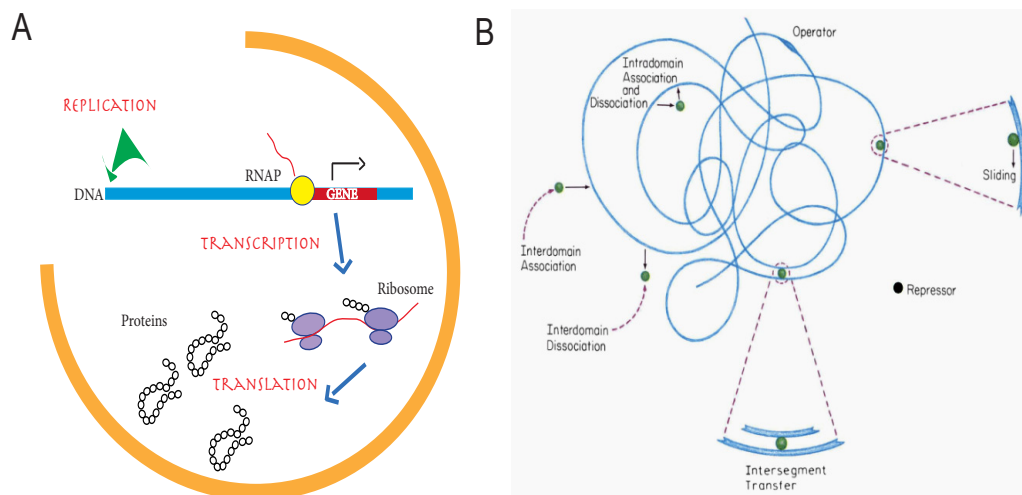 A
REPLICATION
DNA
RNAP
GENE
TRANSCRIPTION
Ribosome
Proteins
TRANSLATION
B
Operator
Intradomain
Association
and
Dissociation
Sliding
Interdomain
Association
Repressor
Interdomain
Dissociation
Intersegment
Transfer